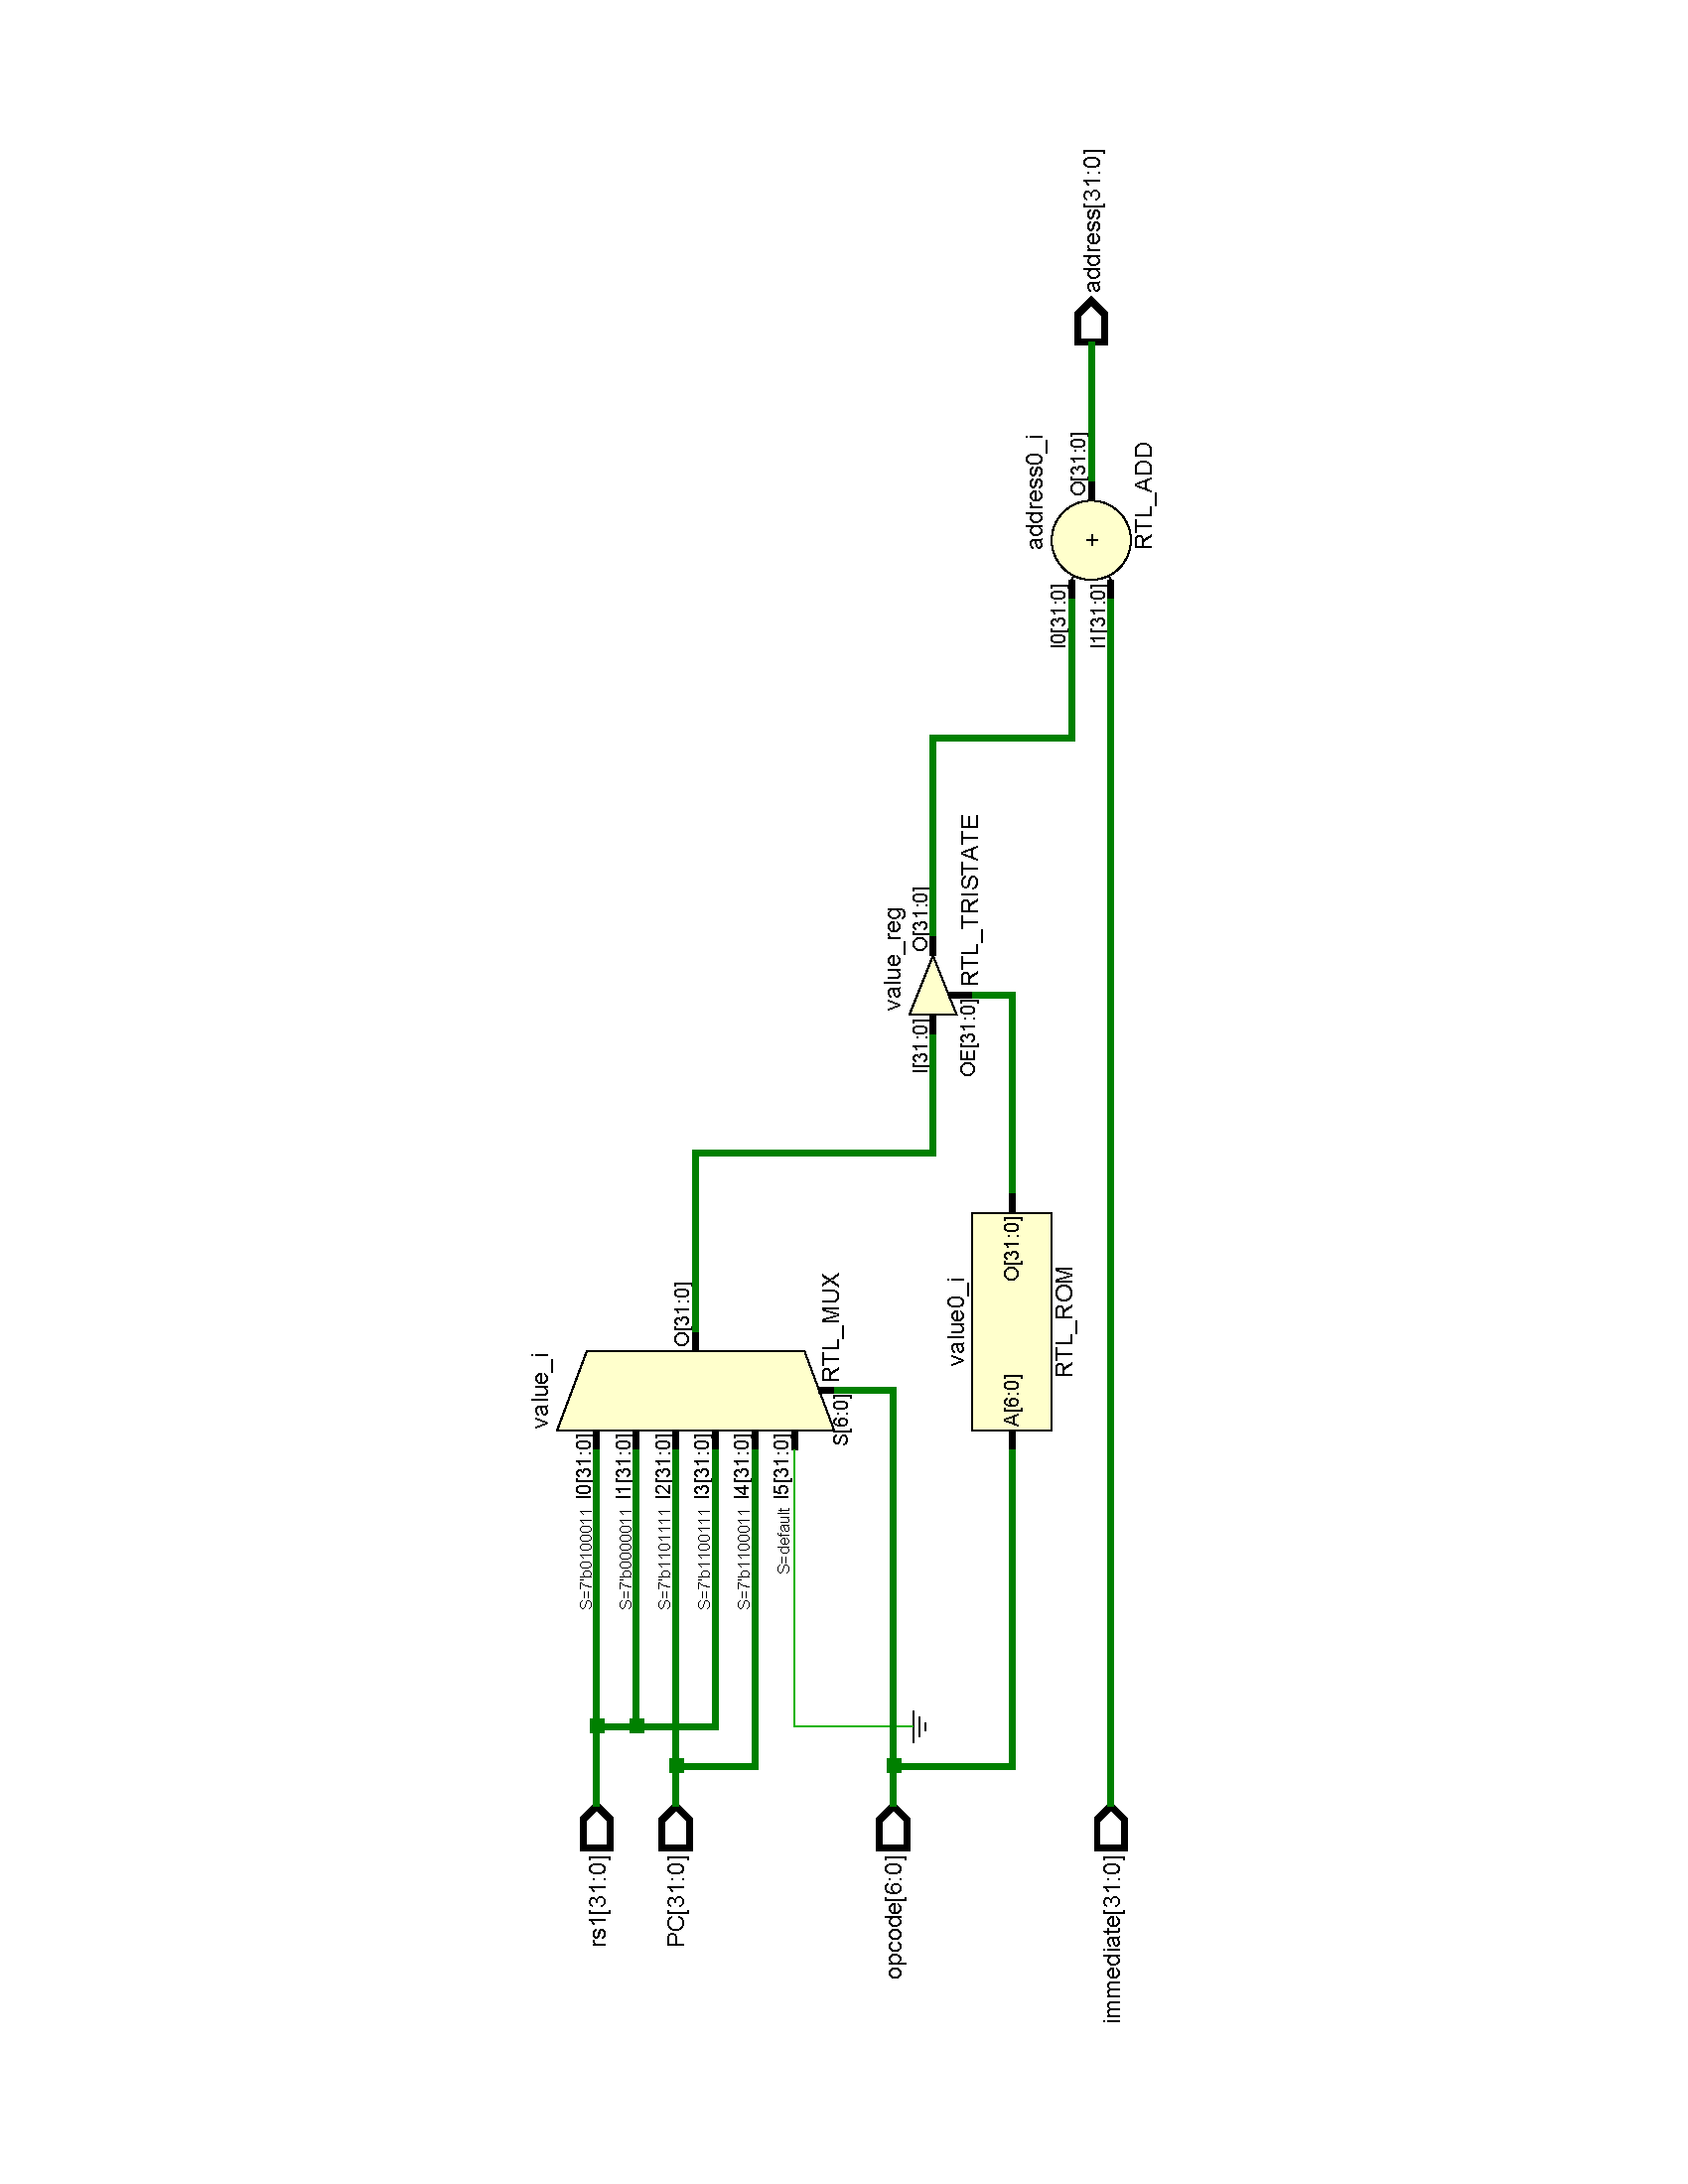 rs1[31:0]
PC[31:0]
opcode[6:0]
immediate[31:0]
value_i
S=7'b0100011 I0[31:0]
S=7'b0000011 I1[31:0]
S=7'b1101111 I2[31:0]
S=7'b1100111 I3[31:0]
S=7'b1100011 I4[31:0]
S=default I5[31:0]
S[6:0]
O[31:0]
RTL_MUX
value0_i
A[6:0]
O[31:0]
RTL_ROM
value_reg
I[31:0]
O[31:0]
OE[31:0]
RTL_TRISTATE
address0_i
I0[31:0]
I1[31:0]
+
O[31:0]
RTL_ADD
address[31:0]